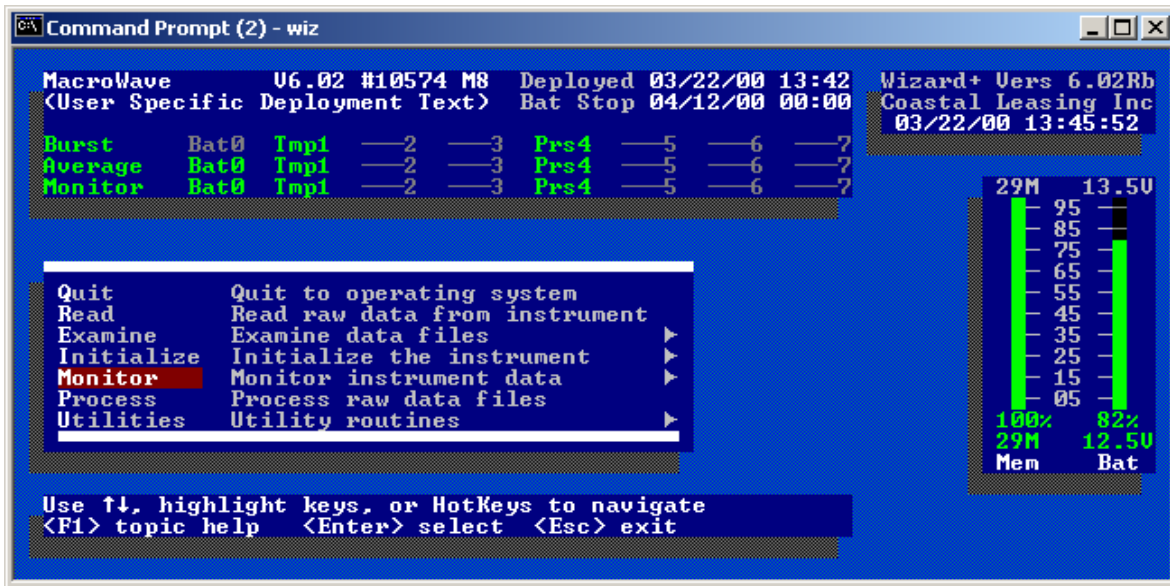 Command Prompt (2) - wiz
MacroWave V6.02 #10574 M8 Deployed 03/22/00 13:42
<User Specific Deployment Text> Bat Stop 04/12/00 00:00
Burst Bat0 Tmp1 ──2 ──3 Prs4 ──5 ──6 ──7
Average Bat0 Tmp1 ──2 ──3 Prs4 ──5 ──6 ──7
Monitor Bat0 Tmp1 ──2 ──3 Prs4 ──5 ──6 ──7
Wizard+ Vers 6.02Rb
Coastal Leasing Inc
03/22/00 13:45:52
Quit Quit to operating system
Read Read raw data from instrument
Examine Examine data files ►
Initialize Initialize the instrument ►
Monitor Monitor instrument data ►
Process Process raw data files
Utilities Utility routines ►
29M 13.5V
95
85
75
65
55
45
35
25
15
05
100% 82%
29M 12.5V
Mem Bat
Use ↑↓, highlight keys, or HotKeys to navigate
<F1> topic help <Enter> select <Esc> exit